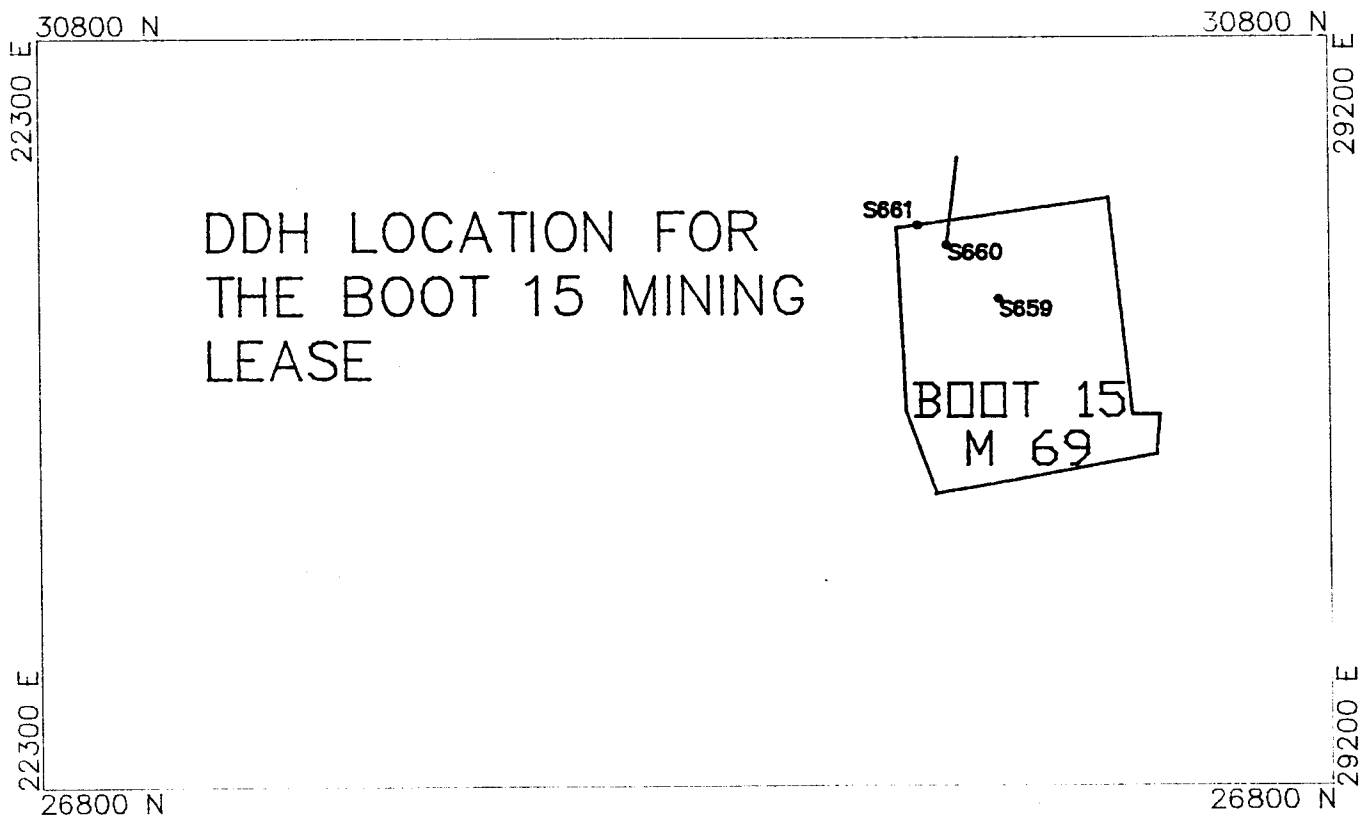 30800 N
30800 N
22300 E
29200 E
DDH LOCATION FOR
THE BOOT 15 MINING
LEASE
S661
S660
S659
BOOT 15
M 69
22300 E
29200 E
26800 N
26800 N